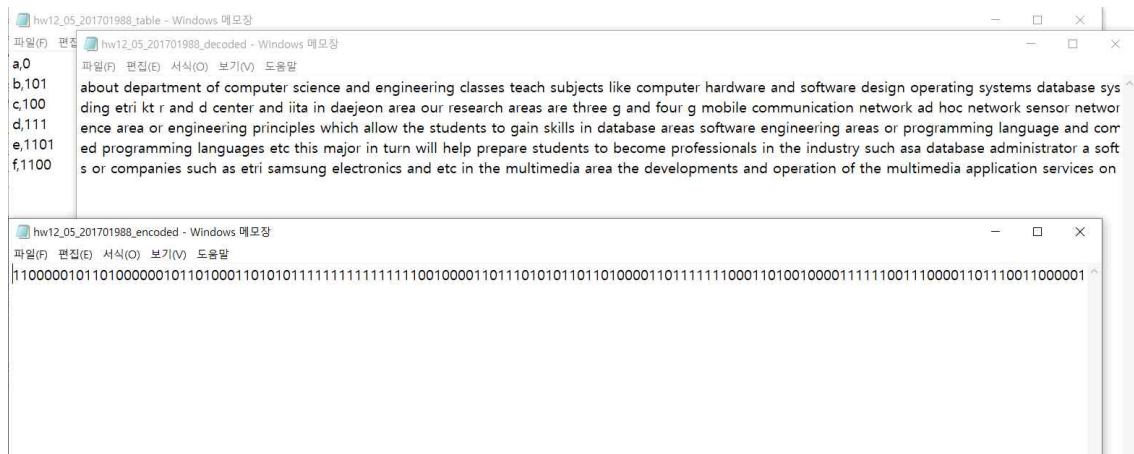 hw12_05_201701988_table - Windows 메모장
파일(F) 편집
a,0
b,101
c,100
d,111
e,1101
f,1100
hw12_05_201701988_decoded - Windows 메모장
파일(F) 편집(E) 서식(O) 보기(V) 도움말
about department of computer science and engineering classes teach subjects like computer hardware and software design operating systems database sys
ding etri kt r and d center and iita in daejeon area our research areas are three g and four g mobile communication network ad hoc network sensor networ
ence area or engineering principles which allow the students to gain skills in database areas software engineering areas or programming language and com
ed programming languages etc this major in turn will help prepare students to become professionals in the industry such asa database administrator a soft
s or companies such as etri samsung electronics and etc in the multimedia area the developments and operation of the multimedia application services on
hw12_05_201701988_encoded - Windows 메모장
파일(F) 편집(E) 서식(O) 보기(V) 도움말